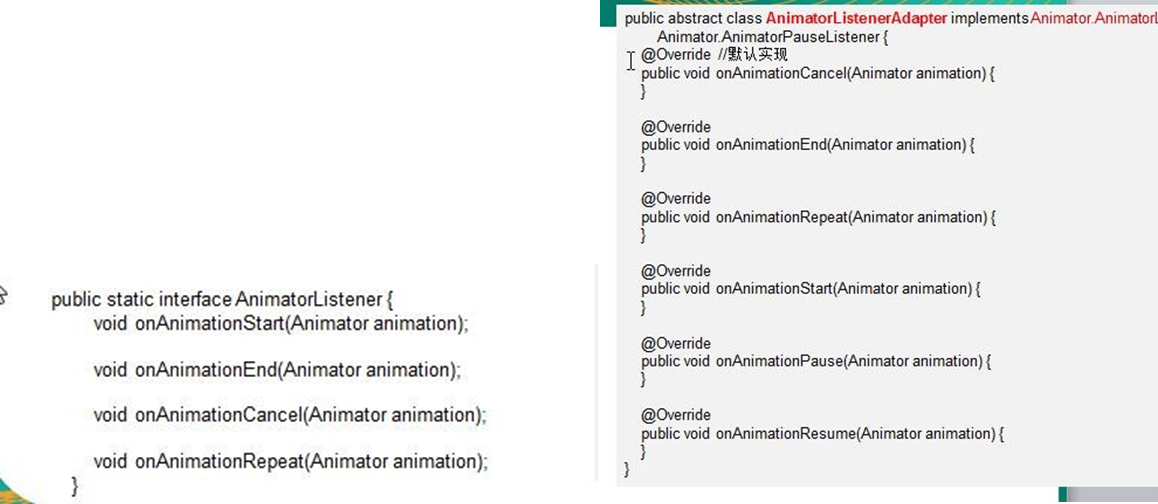 public static interface AnimatorListener {
void onAnimationStart(Animator animation);
void onAnimationEnd(Animator animation);
void onAnimationCancel(Animator animation);
void onAnimationRepeat(Animator animation);
}
public abstract class AnimatorListenerAdapter implements Animator.AnimatorL
Animator.AnimatorPauseListener {
@Override //默认实现
public void onAnimationCancel(Animator animation) {
}
@Override
public void onAnimationEnd(Animator animation) {
}
@Override
public void onAnimationRepeat(Animator animation) {
}
@Override
public void onAnimationStart(Animator animation) {
}
@Override
public void onAnimationPause(Animator animation) {
}
@Override
public void onAnimationResume(Animator animation) {
}
}